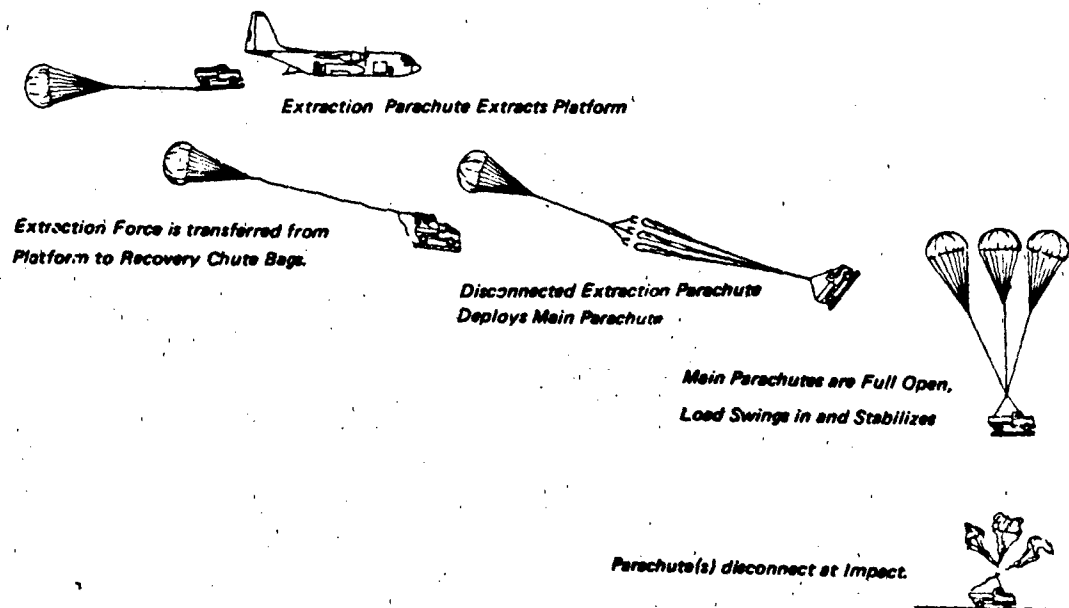 Extraction Parachute Extracts Platform
Extraction Force is transferred from
Platform to Recovery Chute Bags.
Disconnected Extraction Parachute
Deploys Main Parachute
Main Parachutes are Full Open,
Load Swings in and Stabilizes
Parachute(s) disconnect at Impact.